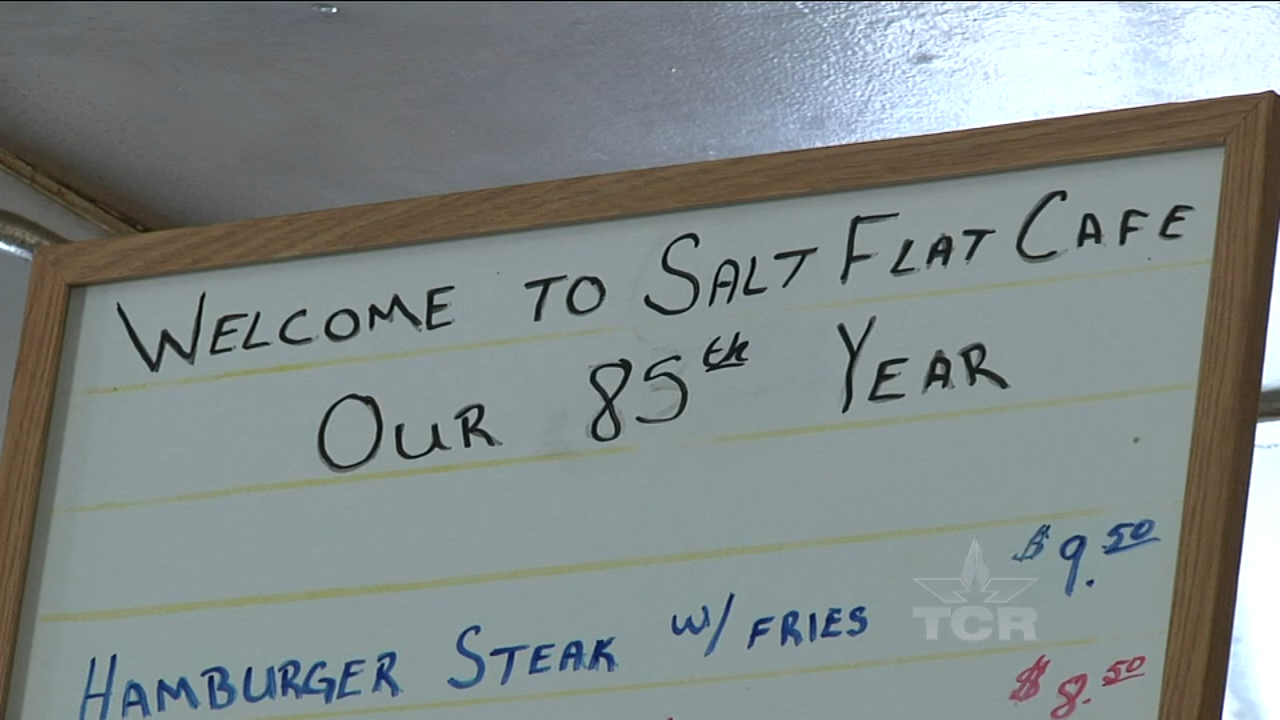 WELCOME TO SALT FLAT CAFE
OUR 85th YEAR
$9.50
HAMBURGER STEAK W/ FRIES
$8.50
TCR